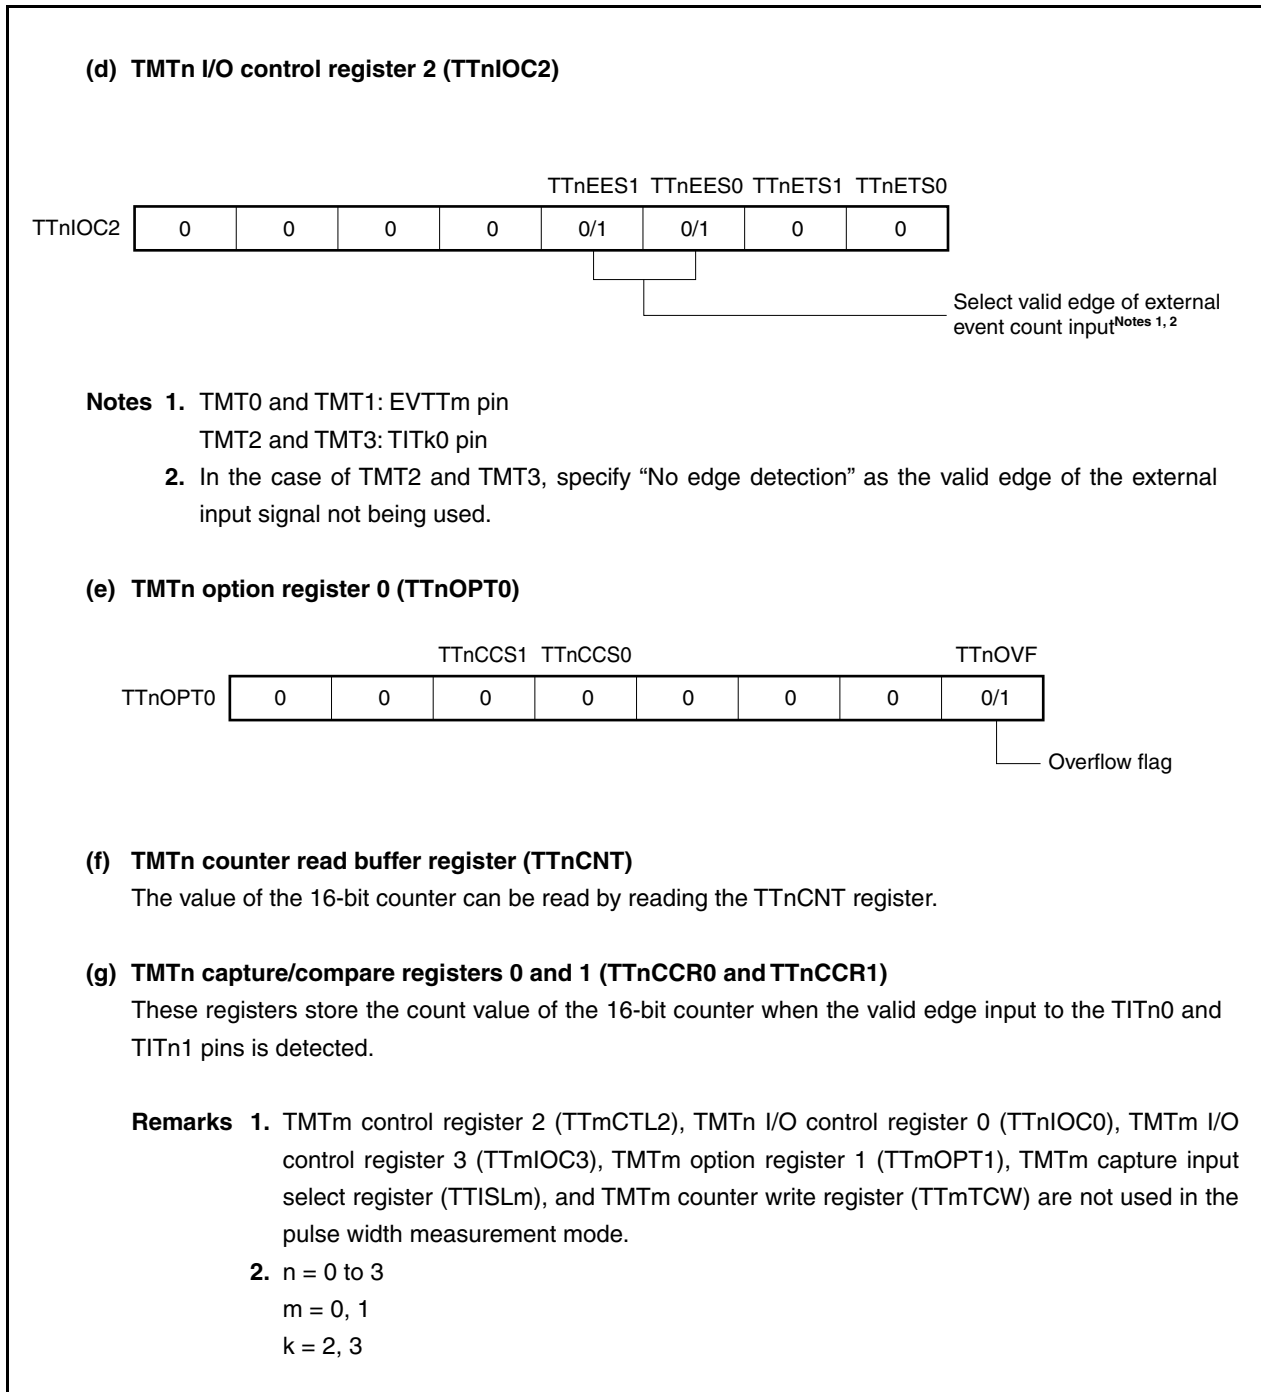 (d) TMTn I/O control register 2 (TTnIOC2)
TTnEES1 TTnEES0 TTnETS1 TTnETS0
TTnIOC2 0 0 0 0 0/1 0/1 0 0
Select valid edge of external
event count inputNotes 1, 2
Notes 1. TMT0 and TMT1: EVTTm pin
TMT2 and TMT3: TITk0 pin
2. In the case of TMT2 and TMT3, specify “No edge detection” as the valid edge of the external
input signal not being used.
(e) TMTn option register 0 (TTnOPT0)
TTnCCS1 TTnCCS0 TTnOVF
TTnOPT0 0 0 0 0 0 0 0 0/1
Overflow flag
(f) TMTn counter read buffer register (TTnCNT)
The value of the 16-bit counter can be read by reading the TTnCNT register.
(g) TMTn capture/compare registers 0 and 1 (TTnCCR0 and TTnCCR1)
These registers store the count value of the 16-bit counter when the valid edge input to the TITn0 and
TITn1 pins is detected.
Remarks 1. TMTm control register 2 (TTmCTL2), TMTn I/O control register 0 (TTnIOC0), TMTm I/O
control register 3 (TTmIOC3), TMTm option register 1 (TTmOPT1), TMTm capture input
select register (TTISLm), and TMTm counter write register (TTmTCW) are not used in the
pulse width measurement mode.
2. n = 0 to 3
m = 0, 1
k = 2, 3